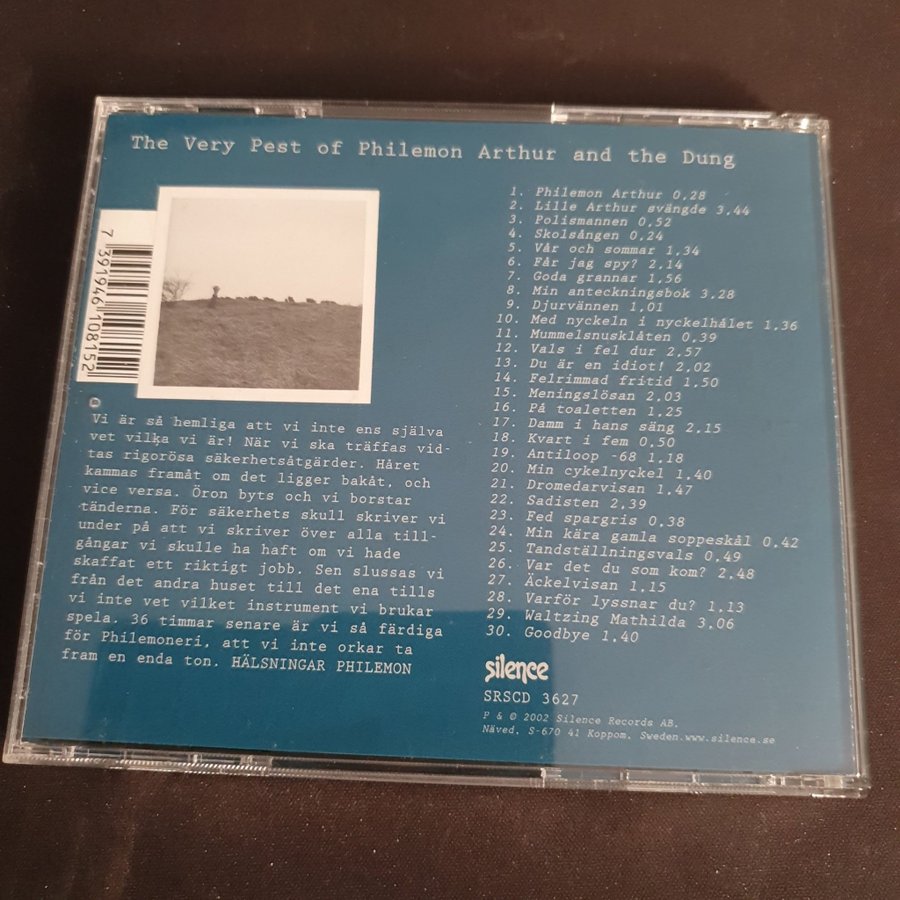 The Very Pest of Philemon Arthur and the Dung
7 391946 108152
Vi är så hemliga att vi inte ens själva
vet vilka vi är! När vi ska träffas vid-
tas rigorösa säkerhetsåtgärder. Håret
kammas framåt om det ligger bakåt, och
vice versa. Öron byts och vi borstar
tänderna. För säkerhets skull skriver vi
under på att vi skriver över alla till-
gångar vi skulle ha haft om vi hade
skaffat ett riktigt jobb. Sen slussas vi
från det andra huset till det ena tills
vi inte vet vilket instrument vi brukar
spela. 36 timmar senare är vi så färdiga
för Philemoneri, att vi inte orkar ta
fram en enda ton. HÄLSNINGAR PHILEMON
1. Philemon Arthur 0,28
2. Lille Arthur svängde 3,44
3. Polismannen 0,52
4. Skolsången 0,24
5. Vår och sommar 1,34
6. Får jag spy? 2,14
7. Goda grannar 1,56
8. Min anteckningsbok 3,28
9. Djurvännen 1,01
10. Med nyckeln i nyckelhålet 1,36
11. Mummelsnusklåten 0,39
12. Vals i fel dur 2,57
13. Du är en idiot! 2,02
14. Felrimmad fritid 1,50
15. Meningslösan 2,03
16. På toaletten 1,25
17. Damm i hans säng 2,15
18. Kvart i fem 0,50
19. Antiloop -68 1,18
20. Min cykelnyckel 1,40
21. Dromedarvisan 1,47
22. Sadisten 2,39
23. Fed spargris 0,38
24. Min kära gamla soppeskål 0,42
25. Tandställningsvals 0,49
26. Var det du som kom? 2,48
27. Äckelvisan 1,15
28. Varför lyssnar du? 1,13
29. Waltzing Mathilda 3,06
30. Goodbye 1,40
silence
SRSCD 3627
P & © 2002 Silence Records AB.
Näved. S-670 41 Koppom. Sweden.www.silence.se